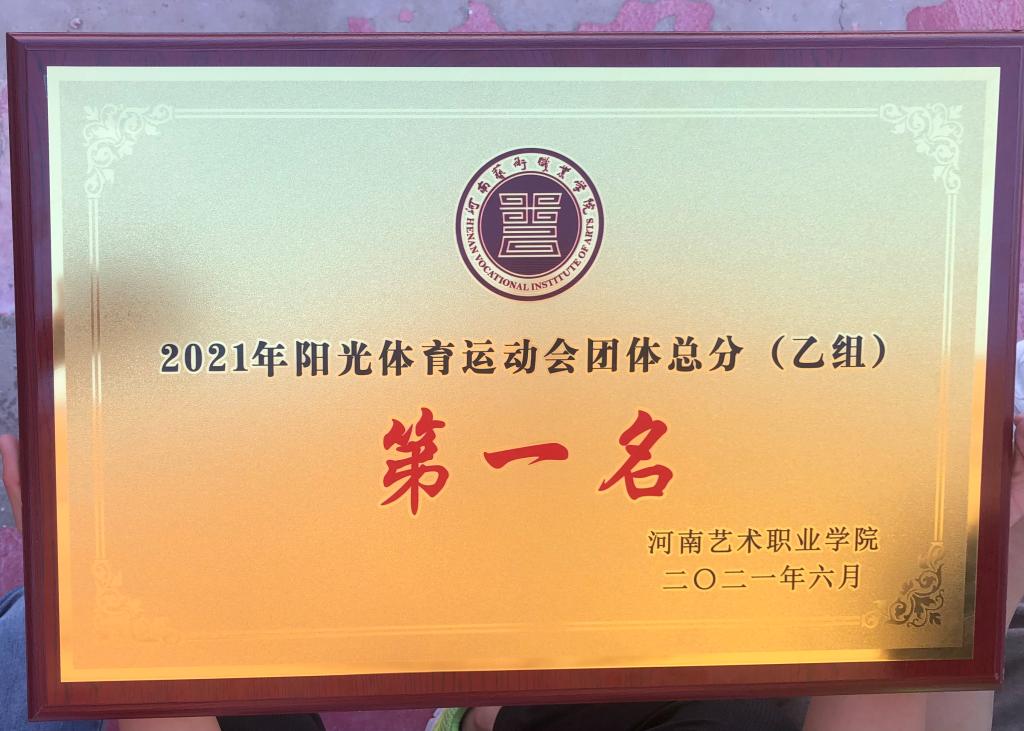 河南艺术职业学院
HENAN VOCATIONAL INSTITUTE OF ARTS
2021年阳光体育运动会团体总分（乙组）
第一名
河南艺术职业学院
二〇二一年六月